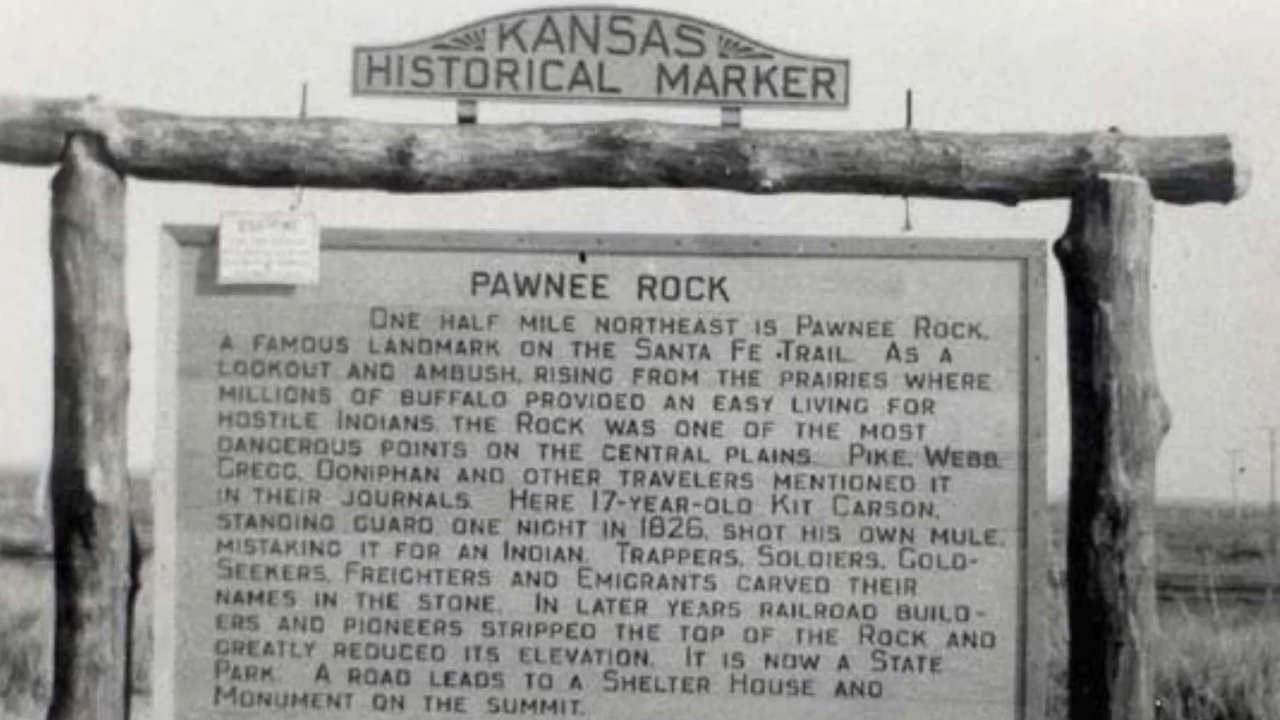 KANSAS
HISTORICAL MARKER
PAWNEE ROCK
ONE HALF MILE NORTHEAST IS PAWNEE ROCK,
A FAMOUS LANDMARK ON THE SANTA FE TRAIL. AS A
LOOKOUT AND AMBUSH, RISING FROM THE PRAIRIES WHERE
MILLIONS OF BUFFALO PROVIDED AN EASY LIVING FOR
HOSTILE INDIANS, THE ROCK WAS ONE OF THE MOST
DANGEROUS POINTS ON THE CENTRAL PLAINS. PIKE, WEBB,
GREGG, DONIPHAN AND OTHER TRAVELERS MENTIONED IT
IN THEIR JOURNALS. HERE 17-YEAR-OLD KIT CARSON,
STANDING GUARD ONE NIGHT IN 1826, SHOT HIS OWN MULE,
MISTAKING IT FOR AN INDIAN. TRAPPERS, SOLDIERS, GOLD-
SEEKERS, FREIGHTERS AND EMIGRANTS CARVED THEIR
NAMES IN THE STONE. IN LATER YEARS RAILROAD BUILD-
ERS AND PIONEERS STRIPPED THE TOP OF THE ROCK AND
GREATLY REDUCED ITS ELEVATION. IT IS NOW A STATE
PARK. A ROAD LEADS TO A SHELTER HOUSE AND
MONUMENT ON THE SUMMIT.